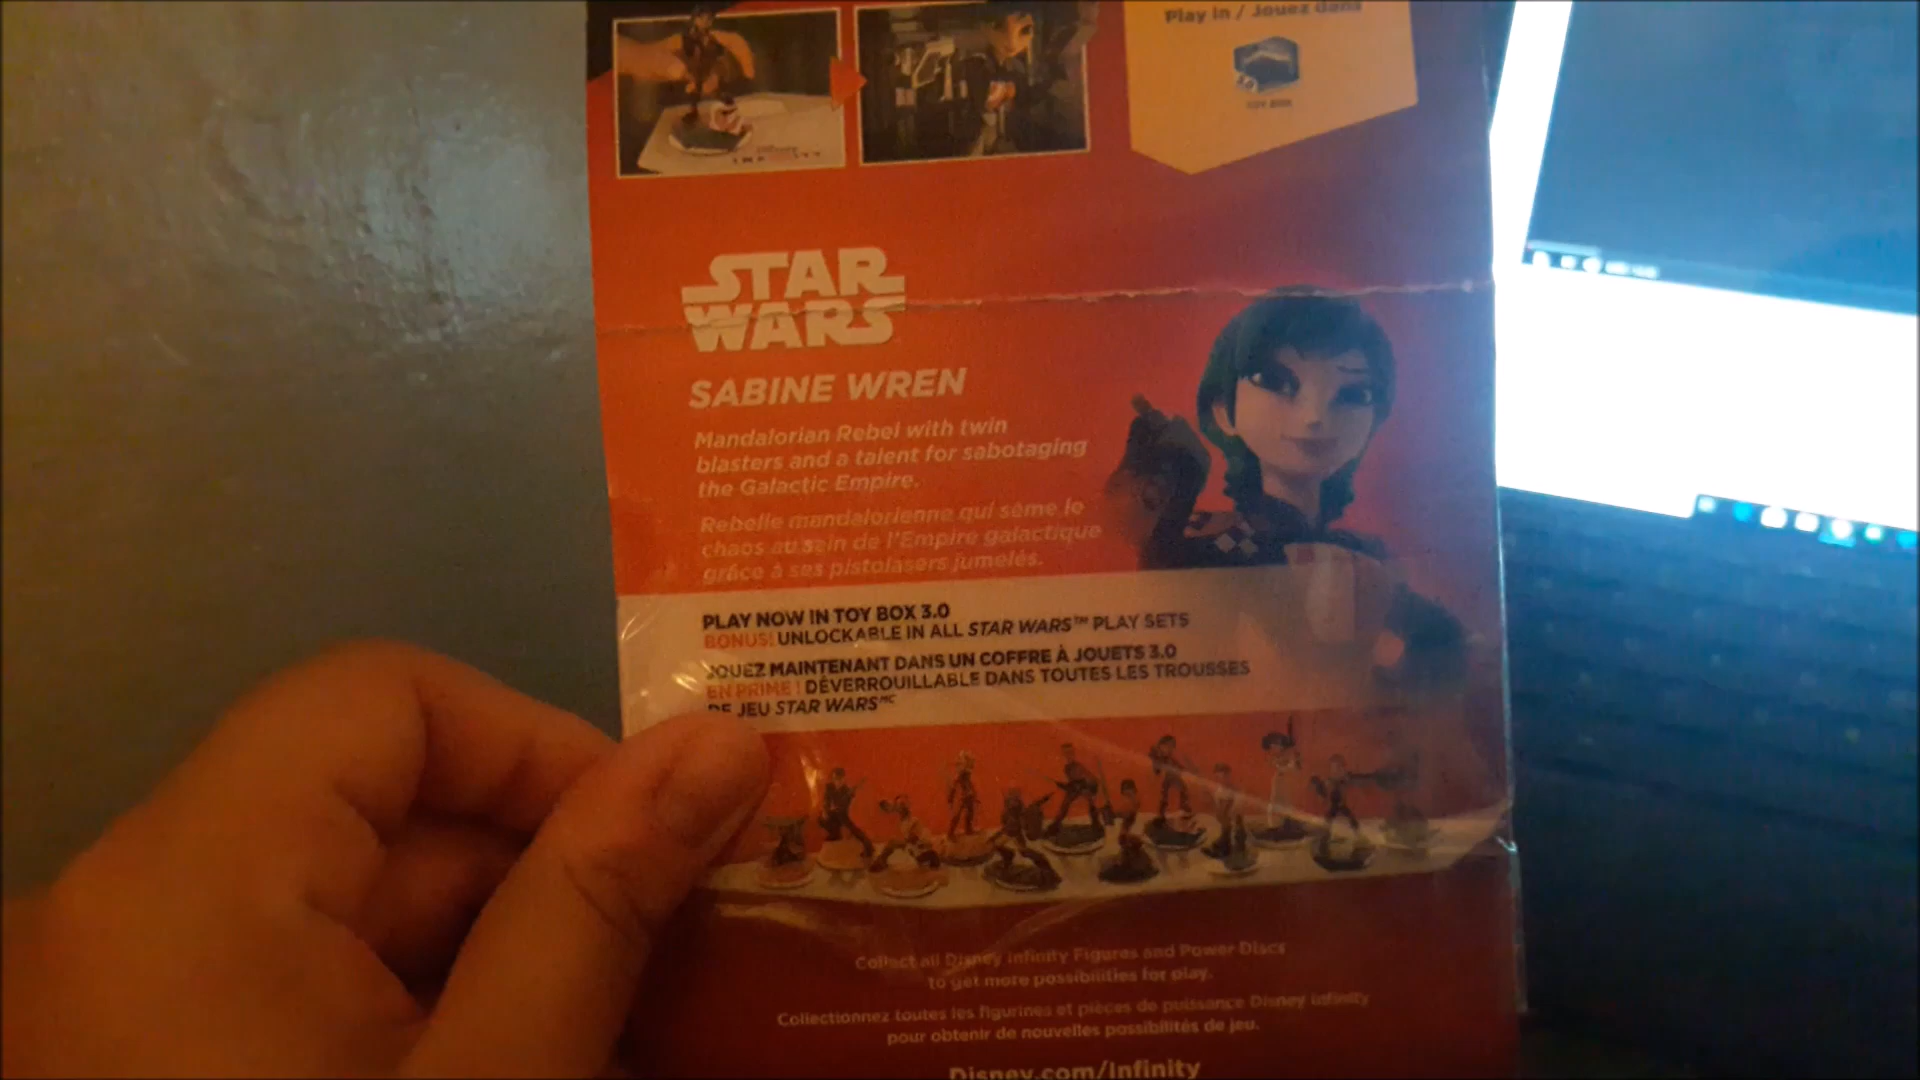 Play in / Jouez dans
3.0
TOY BOX
STAR
WARS
SABINE WREN
Mandalorian Rebel with twin
blasters and a talent for sabotaging
the Galactic Empire.
Rebelle mandalorienne qui sème le
chaos au sein de l'Empire galactique
grâce à ses pistolasers jumelés.
PLAY NOW IN TOY BOX 3.0
BONUS! UNLOCKABLE IN ALL STAR WARS™ PLAY SETS
JOUEZ MAINTENANT DANS UN COFFRE À JOUETS 3.0
EN PRIME ! DÉVERROUILLABLE DANS TOUTES LES TROUSSES
DE JEU STAR WARS MC
Collect all Disney Infinity Figures and Power Discs
to get more possibilities for play.
Collectionnez toutes les figurines et pièces de puissance Disney Infinity
pour obtenir de nouvelles possibilités de jeu.
Disney.com/Infinity